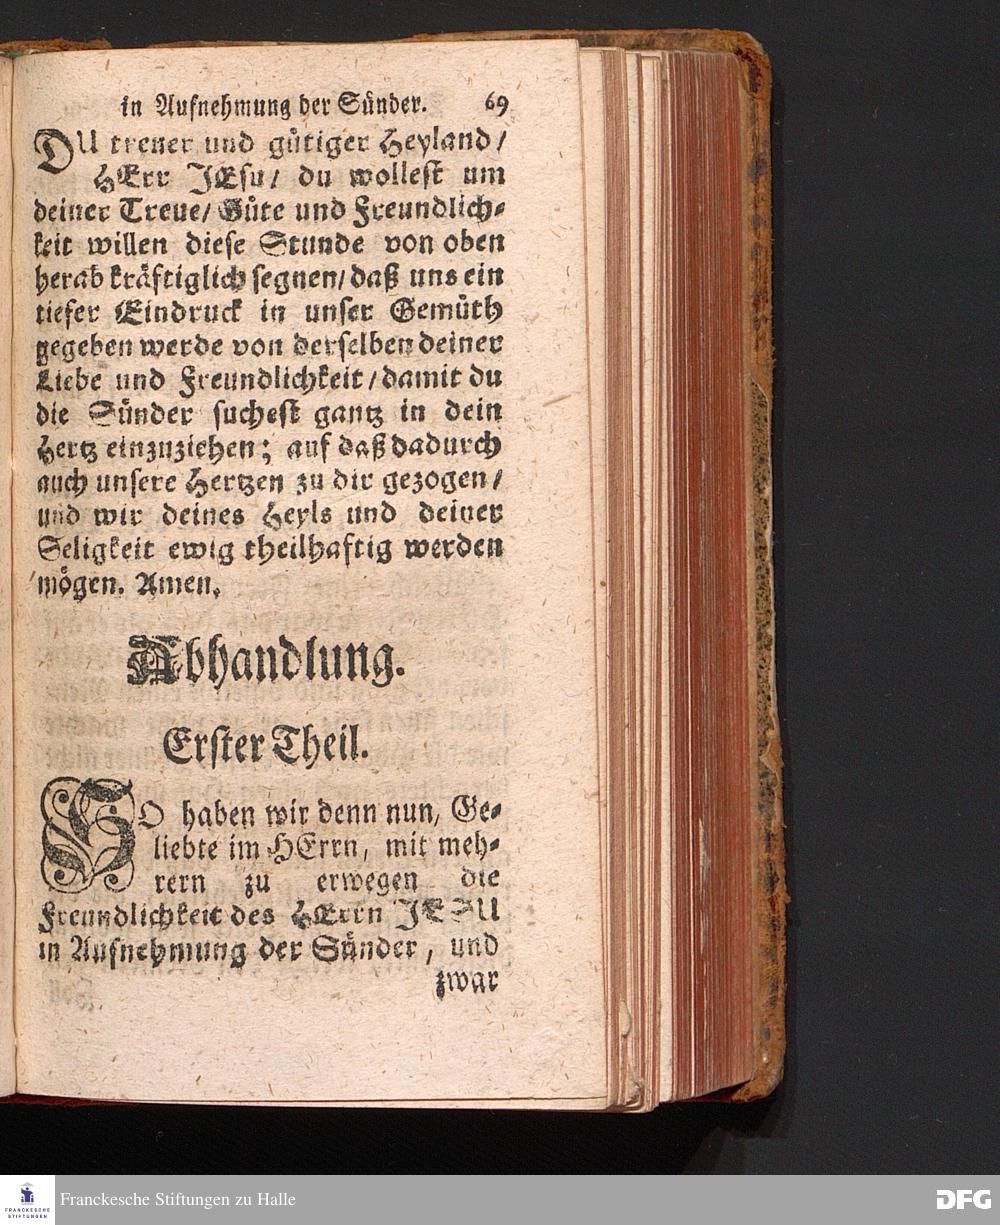 in Aufnehmung der Sünder. 69
DU treuer und gütiger Heyland/
HErr JEsu/ du wollest um
deiner Treue/ Güte und Freundlich-
keit willen diese Stunde von oben
herab kräftiglich segnen/ daß uns ein
tiefer Eindruck in unser Gemüth
gegeben werde von derselben deiner
Liebe und Freundlichkeit/ damit du
die Sünder suchest gantz in dein
Hertz einzuziehen; auf daß dadurch
auch unsere Hertzen zu dir gezogen/
und wir deines Heyls und deiner
Seligkeit ewig theilhaftig werden
mögen. Amen.
Abhandlung.
Erster Theil.
SO haben wir denn nun, Ge-
liebte im HErrn, mit meh-
rern zu erwegen die
Freundlichkeit des HErrn JESU
in Aufnehmung der Sünder, und
zwar
FRANCKESCHE
STIFTUNGEN
Franckesche Stiftungen zu Halle
DFG